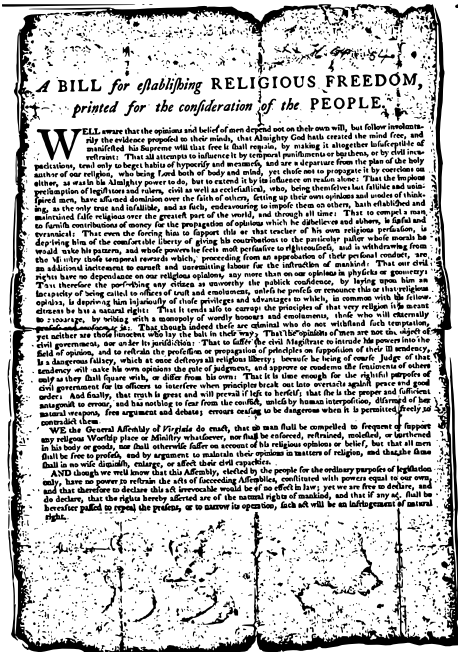 A BILL for eſtabliſhing RELIGIOUS FREEDOM,
printed for the conſideration of the PEOPLE.
WELL aware that the opinions and belief of men depend not on their own will, but follow involunta-
rily the evidence propoſed to their minds, that Almighty God hath created the mind free, and
manifeſted his Supreme will that free it ſhall remain, by making it altogether inſuſceptible of
reſtraint: That all attempts to influence it by temporal puniſhments or burthens, or by civil inca-
pacitations, tend only to beget habits of hypocriſy and meanneſs, and are a departure from the plan of the holy
author of our religion, who being Lord both of body and mind, yet choſe not to propagate it by coercions on
either, as was in his Almighty power to do, but to extend it by its influence on reaſon alone: That the impious
preſumption of legiſlators and rulers, civil as well as eccleſiaſtical, who, being themſelves but fallible and unin-
ſpired men, have aſſumed dominion over the faith of others, ſetting up their own opinions and modes of think-
ing, as the only true and infallible, and as ſuch, endeavouring to impoſe them on others, hath eſtabliſhed and
maintained falſe religions over the greateſt part of the world, and through all time: That to compel a man,
to furniſh contributions of money for the propagation of opinions which he diſbelieves and abhors, is ſinful and
tyrannical: That even the forcing him to ſupport this or that teacher of his own religious perſuaſion, is
depriving him of the comfortable liberty of giving his contributions to the particular paſtor whoſe morals he
would make his pattern, and whoſe powers he feels moſt perſuaſive to righteouſneſs, and is withdrawing from
the Miniſtry thoſe temporal rewards which, proceeding from an approbation of their perſonal conduct, are
an additional incitement to earneſt and unremitting labour for the inſtruction of mankind: That our civil
rights have no dependance on our religious opinions, any more than on our opinions in phyſicks or geometry:
That therefore the proſcribing any citizen as unworthy the publick confidence, by laying upon him an
incapacity of being called to offices of truſt and emolument, unleſs he profeſs or renounce this or that religious
opinion, is depriving him injuriouſly of thoſe privileges and advantages to which, in common with his fellow
citizens he has a natural right: That it tends alſo to corrupt the principles of that very religion it is meant
to encourage, by bribing with a monopoly of wordly honours and emoluments, thoſe who will externally
profeſs and conform to it: That though indeed theſe are criminal who do not withſtand ſuch temptation,
yet neither are thoſe innocent who lay the bait in their way; That the opinions of men are not the object of
civil government, nor under its juriſdiction: That to ſuffer the civil Magiſtrate to intrude his powers into the
field of opinion, and to reſtrain the profeſſion or propagation of principles on ſuppoſition of their ill tendency,
is a dangerous fallacy, which at once deſtroys all religious liberty; becauſe he being of courſe Judge of that
tendency will make his own opinions the rule of judgment, and approve or condemn the ſentiments of others
only as they ſhall ſquare with, or differ from his own: That it is time enough for the rightful purpoſes of
civil government for its officers to interfere when principles break out into overt acts againſt peace and good
order: And finally, that truth is great and will prevail if left to herſelf; that ſhe is the proper and ſufficient
antagoniſt to error, and has nothing to fear from the conflict, unleſs by human interpoſition, diſarmed of her
natural weapons, free argument and debate; errours ceaſing to be dangerous when it is permitted freely to
contradict them.
WE the General Aſſembly of Virginia do enact, that no man ſhall be compelled to frequent or ſupport
any religious Worſhip place or Miniſtry whatſoever, nor ſhall be enforced, reſtrained, moleſted, or burthened
in his body or goods, nor ſhall otherwiſe ſuffer on account of his religious opinions or belief, but that all men
ſhall be free to profeſs, and by argument to maintain their opinions in matters of religion, and that the ſame
ſhall in no wiſe diminiſh, enlarge, or affect their civil capacities.
AND though we well know that this Aſſembly, elected by the people for the ordinary purpoſes of legiſlation
only, have no power to reſtrain the acts of ſucceeding Aſſemblies, conſtituted with powers equal to our own,
and that therefore to declare this act irrevocable would be of no effect in law; yet we are free to declare, and
do declare, that the rights hereby aſſerted are of the natural rights of mankind, and that if any act ſhall be
hereafter paſſed to repeal the preſent, or to narrow its operation, ſuch act will be an infringement of natural
right.